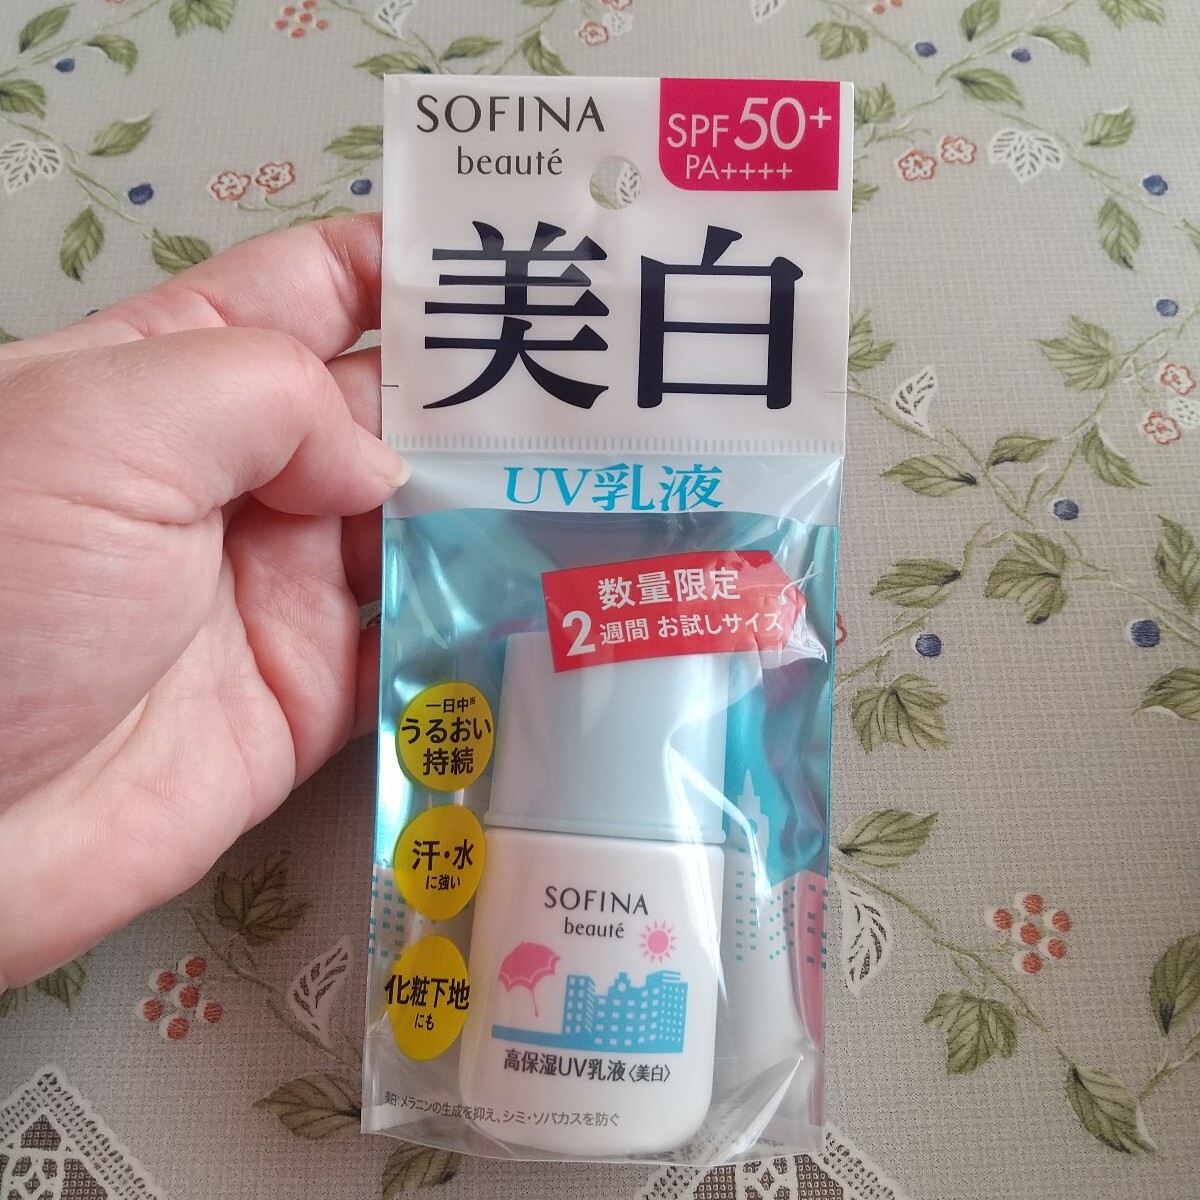 SOFINA
beauté
SPF50+
PA++++
美白
UV乳液
数量限定
2週間 お試しサイズ
一日中※
うるおい
持続
汗・水
に強い
化粧下地
にも
SOFINA
beauté
高保湿UV乳液〈美白〉
美白:メラニンの生成を抑え、シミ・ソバカスを防ぐ